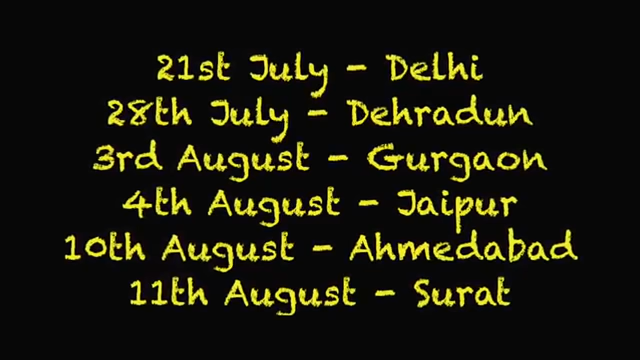 21st July - Delhi
28th July - Dehradun
3rd August - Gurgaon
4th August - Jaipur
10th August - Ahmedabad
11th August - Surat